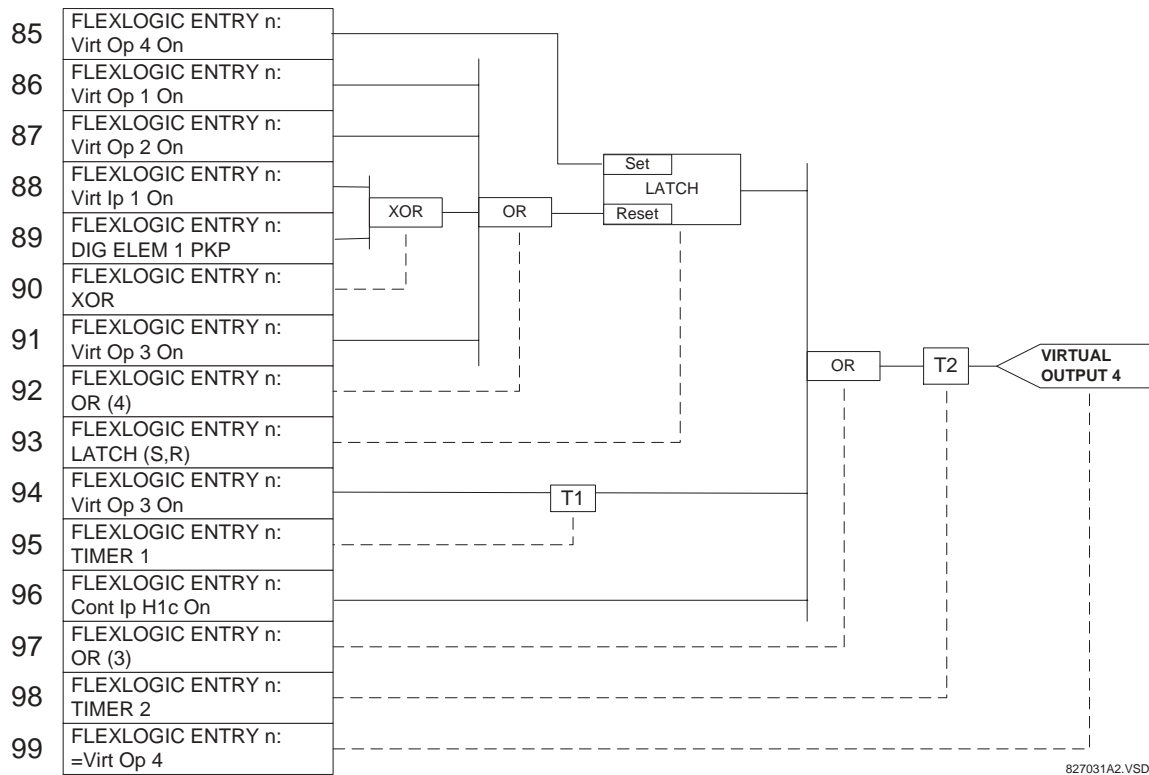 85
FLEXLOGIC ENTRY n:
Virt Op 4 On
86
FLEXLOGIC ENTRY n:
Virt Op 1 On
87
FLEXLOGIC ENTRY n:
Virt Op 2 On
88
FLEXLOGIC ENTRY n:
Virt Ip 1 On
89
FLEXLOGIC ENTRY n:
DIG ELEM 1 PKP
90
FLEXLOGIC ENTRY n:
XOR
91
FLEXLOGIC ENTRY n:
Virt Op 3 On
92
FLEXLOGIC ENTRY n:
OR (4)
93
FLEXLOGIC ENTRY n:
LATCH (S,R)
94
FLEXLOGIC ENTRY n:
Virt Op 3 On
95
FLEXLOGIC ENTRY n:
TIMER 1
96
FLEXLOGIC ENTRY n:
Cont Ip H1c On
97
FLEXLOGIC ENTRY n:
OR (3)
98
FLEXLOGIC ENTRY n:
TIMER 2
99
FLEXLOGIC ENTRY n:
=Virt Op 4
XOR
OR
Set
LATCH
Reset
T1
OR
T2
VIRTUAL
OUTPUT 4
827031A2.VSD